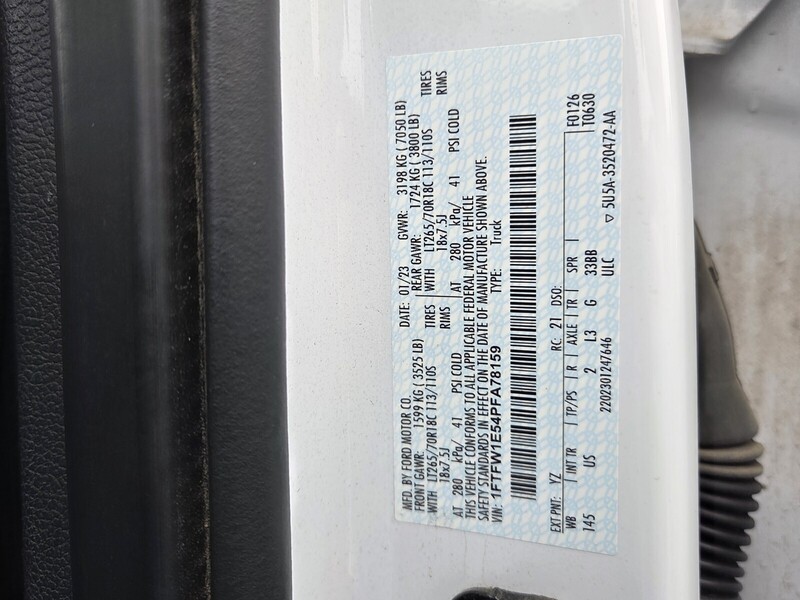 MFD. BY FORD MOTOR CO. DATE: 01/23 GVWR: 3198 KG ( 7050 LB)
FRONT GAWR: 1599 KG ( 3525 LB) REAR GAWR: 1724 KG ( 3800 LB)
WITH LT265/70R18C 113/110S TIRES WITH LT265/70R18C 113/110S TIRES
18x7.5J RIMS 18x7.5J RIMS
AT 280 kPa/ 41 PSI COLD AT 280 kPa/ 41 PSI COLD
THIS VEHICLE CONFORMS TO ALL APPLICABLE FEDERAL MOTOR VEHICLE
SAFETY STANDARDS IN EFFECT ON THE DATE OF MANUFACTURE SHOWN ABOVE.
VIN: 1FTFW1E54PFA78159 TYPE: Truck
EXT PNT: YZ RC: 21 DSO: F0126
WB INT TR TP/PS R AXLE TR SPR T0630
145 US 2 L3 G 33BB
2202301247646 ULC ▽ 5U5A-3520472-AA